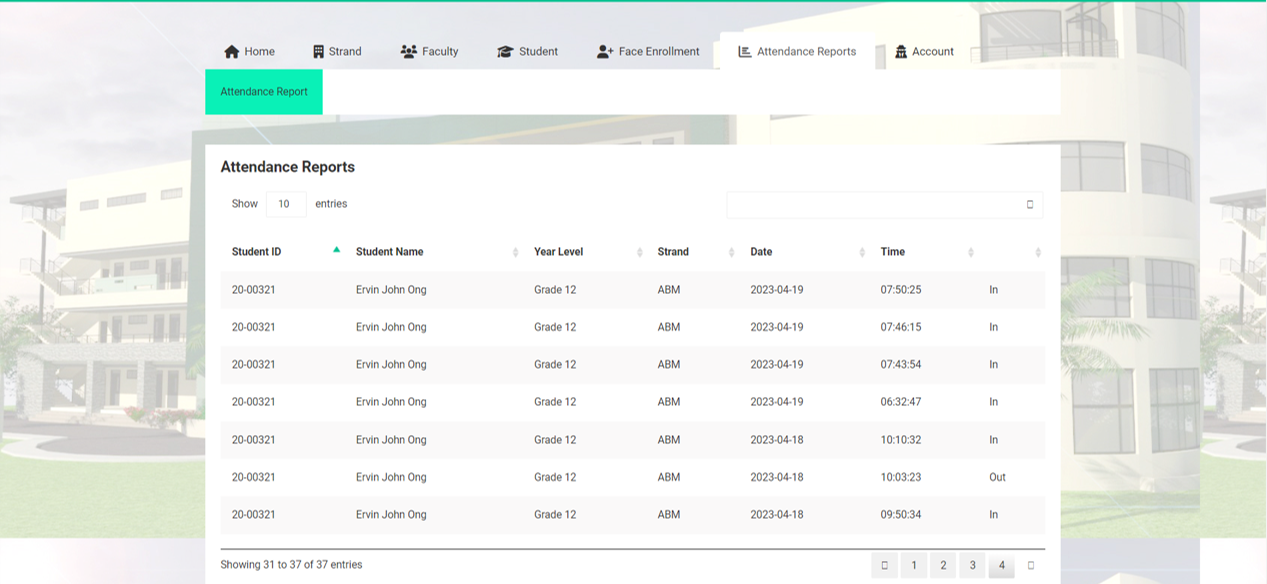 Home Strand Faculty Student Face Enrollment Attendance Reports Account
Attendance Report
Attendance Reports
Show 10 entries
Student ID Student Name Year Level Strand Date Time
20-00321 Ervin John Ong Grade 12 ABM 2023-04-19 07:50:25 In
20-00321 Ervin John Ong Grade 12 ABM 2023-04-19 07:46:15 In
20-00321 Ervin John Ong Grade 12 ABM 2023-04-19 07:43:54 In
20-00321 Ervin John Ong Grade 12 ABM 2023-04-19 06:32:47 In
20-00321 Ervin John Ong Grade 12 ABM 2023-04-18 10:10:32 In
20-00321 Ervin John Ong Grade 12 ABM 2023-04-18 10:03:23 Out
20-00321 Ervin John Ong Grade 12 ABM 2023-04-18 09:50:34 In
Showing 31 to 37 of 37 entries 1 2 3 4